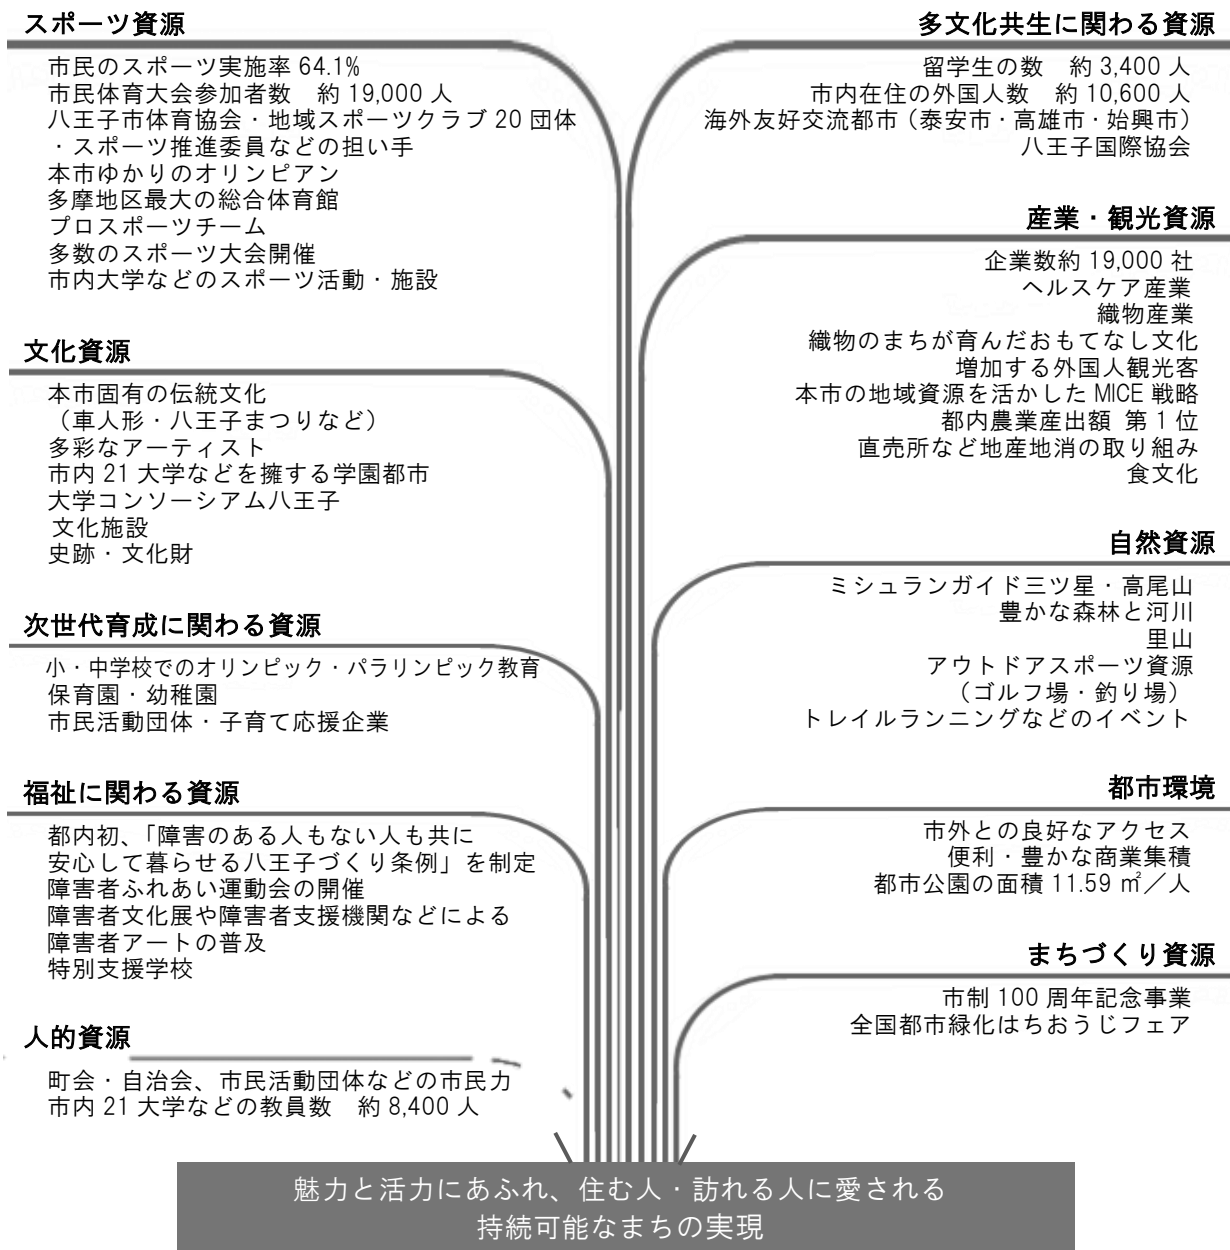 スポーツ資源
市民のスポーツ実施率 64.1%
市民体育大会参加者数　約 19,000 人
八王子市体育協会・地域スポーツクラブ 20 団体
・スポーツ推進委員などの担い手
本市ゆかりのオリンピアン
多摩地区最大の総合体育館
プロスポーツチーム
多数のスポーツ大会開催
市内大学などのスポーツ活動・施設
文化資源
本市固有の伝統文化
（車人形・八王子まつりなど）
多彩なアーティスト
市内 21 大学などを擁する学園都市
大学コンソーシアム八王子
文化施設
史跡・文化財
次世代育成に関わる資源
小・中学校でのオリンピック・パラリンピック教育
保育園・幼稚園
市民活動団体・子育て応援企業
福祉に関わる資源
都内初、「障害のある人もない人も共に
安心して暮らせる八王子づくり条例」を制定
障害者ふれあい運動会の開催
障害者文化展や障害者支援機関などによる
障害者アートの普及
特別支援学校
人的資源
町会・自治会、市民活動団体などの市民力
市内 21 大学などの教員数　約 8,400 人
多文化共生に関わる資源
留学生の数　約 3,400 人
市内在住の外国人数　約 10,600 人
海外友好交流都市（泰安市・高雄市・始興市）
八王子国際協会
産業・観光資源
企業数約 19,000 社
ヘルスケア産業
織物産業
織物のまちが育んだおもてなし文化
増加する外国人観光客
本市の地域資源を活かした MICE 戦略
都内農業産出額 第 1 位
直売所など地産地消の取り組み
食文化
自然資源
ミシュランガイド三ツ星・高尾山
豊かな森林と河川
里山
アウトドアスポーツ資源
（ゴルフ場・釣り場）
トレイルランニングなどのイベント
都市環境
市外との良好なアクセス
便利・豊かな商業集積
都市公園の面積 11.59 ㎡／人
まちづくり資源
市制 100 周年記念事業
全国都市緑化はちおうじフェア
魅力と活力にあふれ、住む人・訪れる人に愛される
持続可能なまちの実現